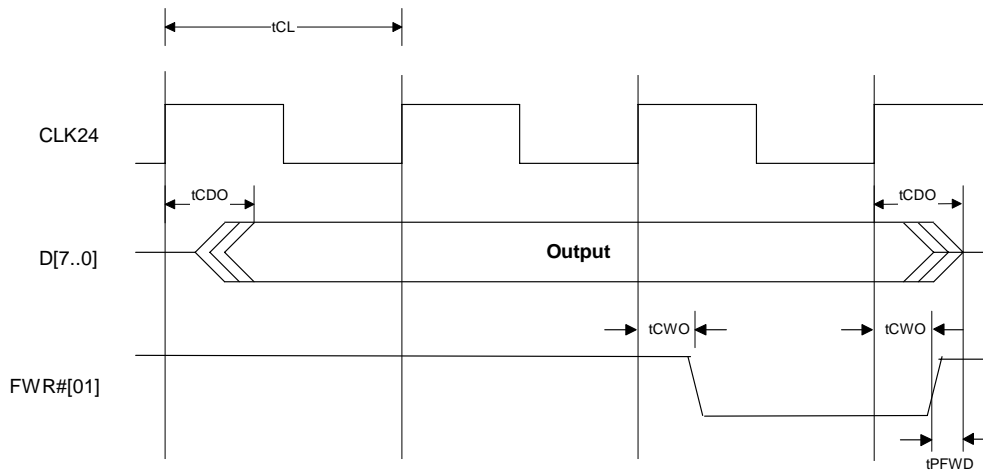 tCL
CLK24
tCDO tCDO
D[7..0] Output
tCWO tCWO
FWR#[01]
tPFWD